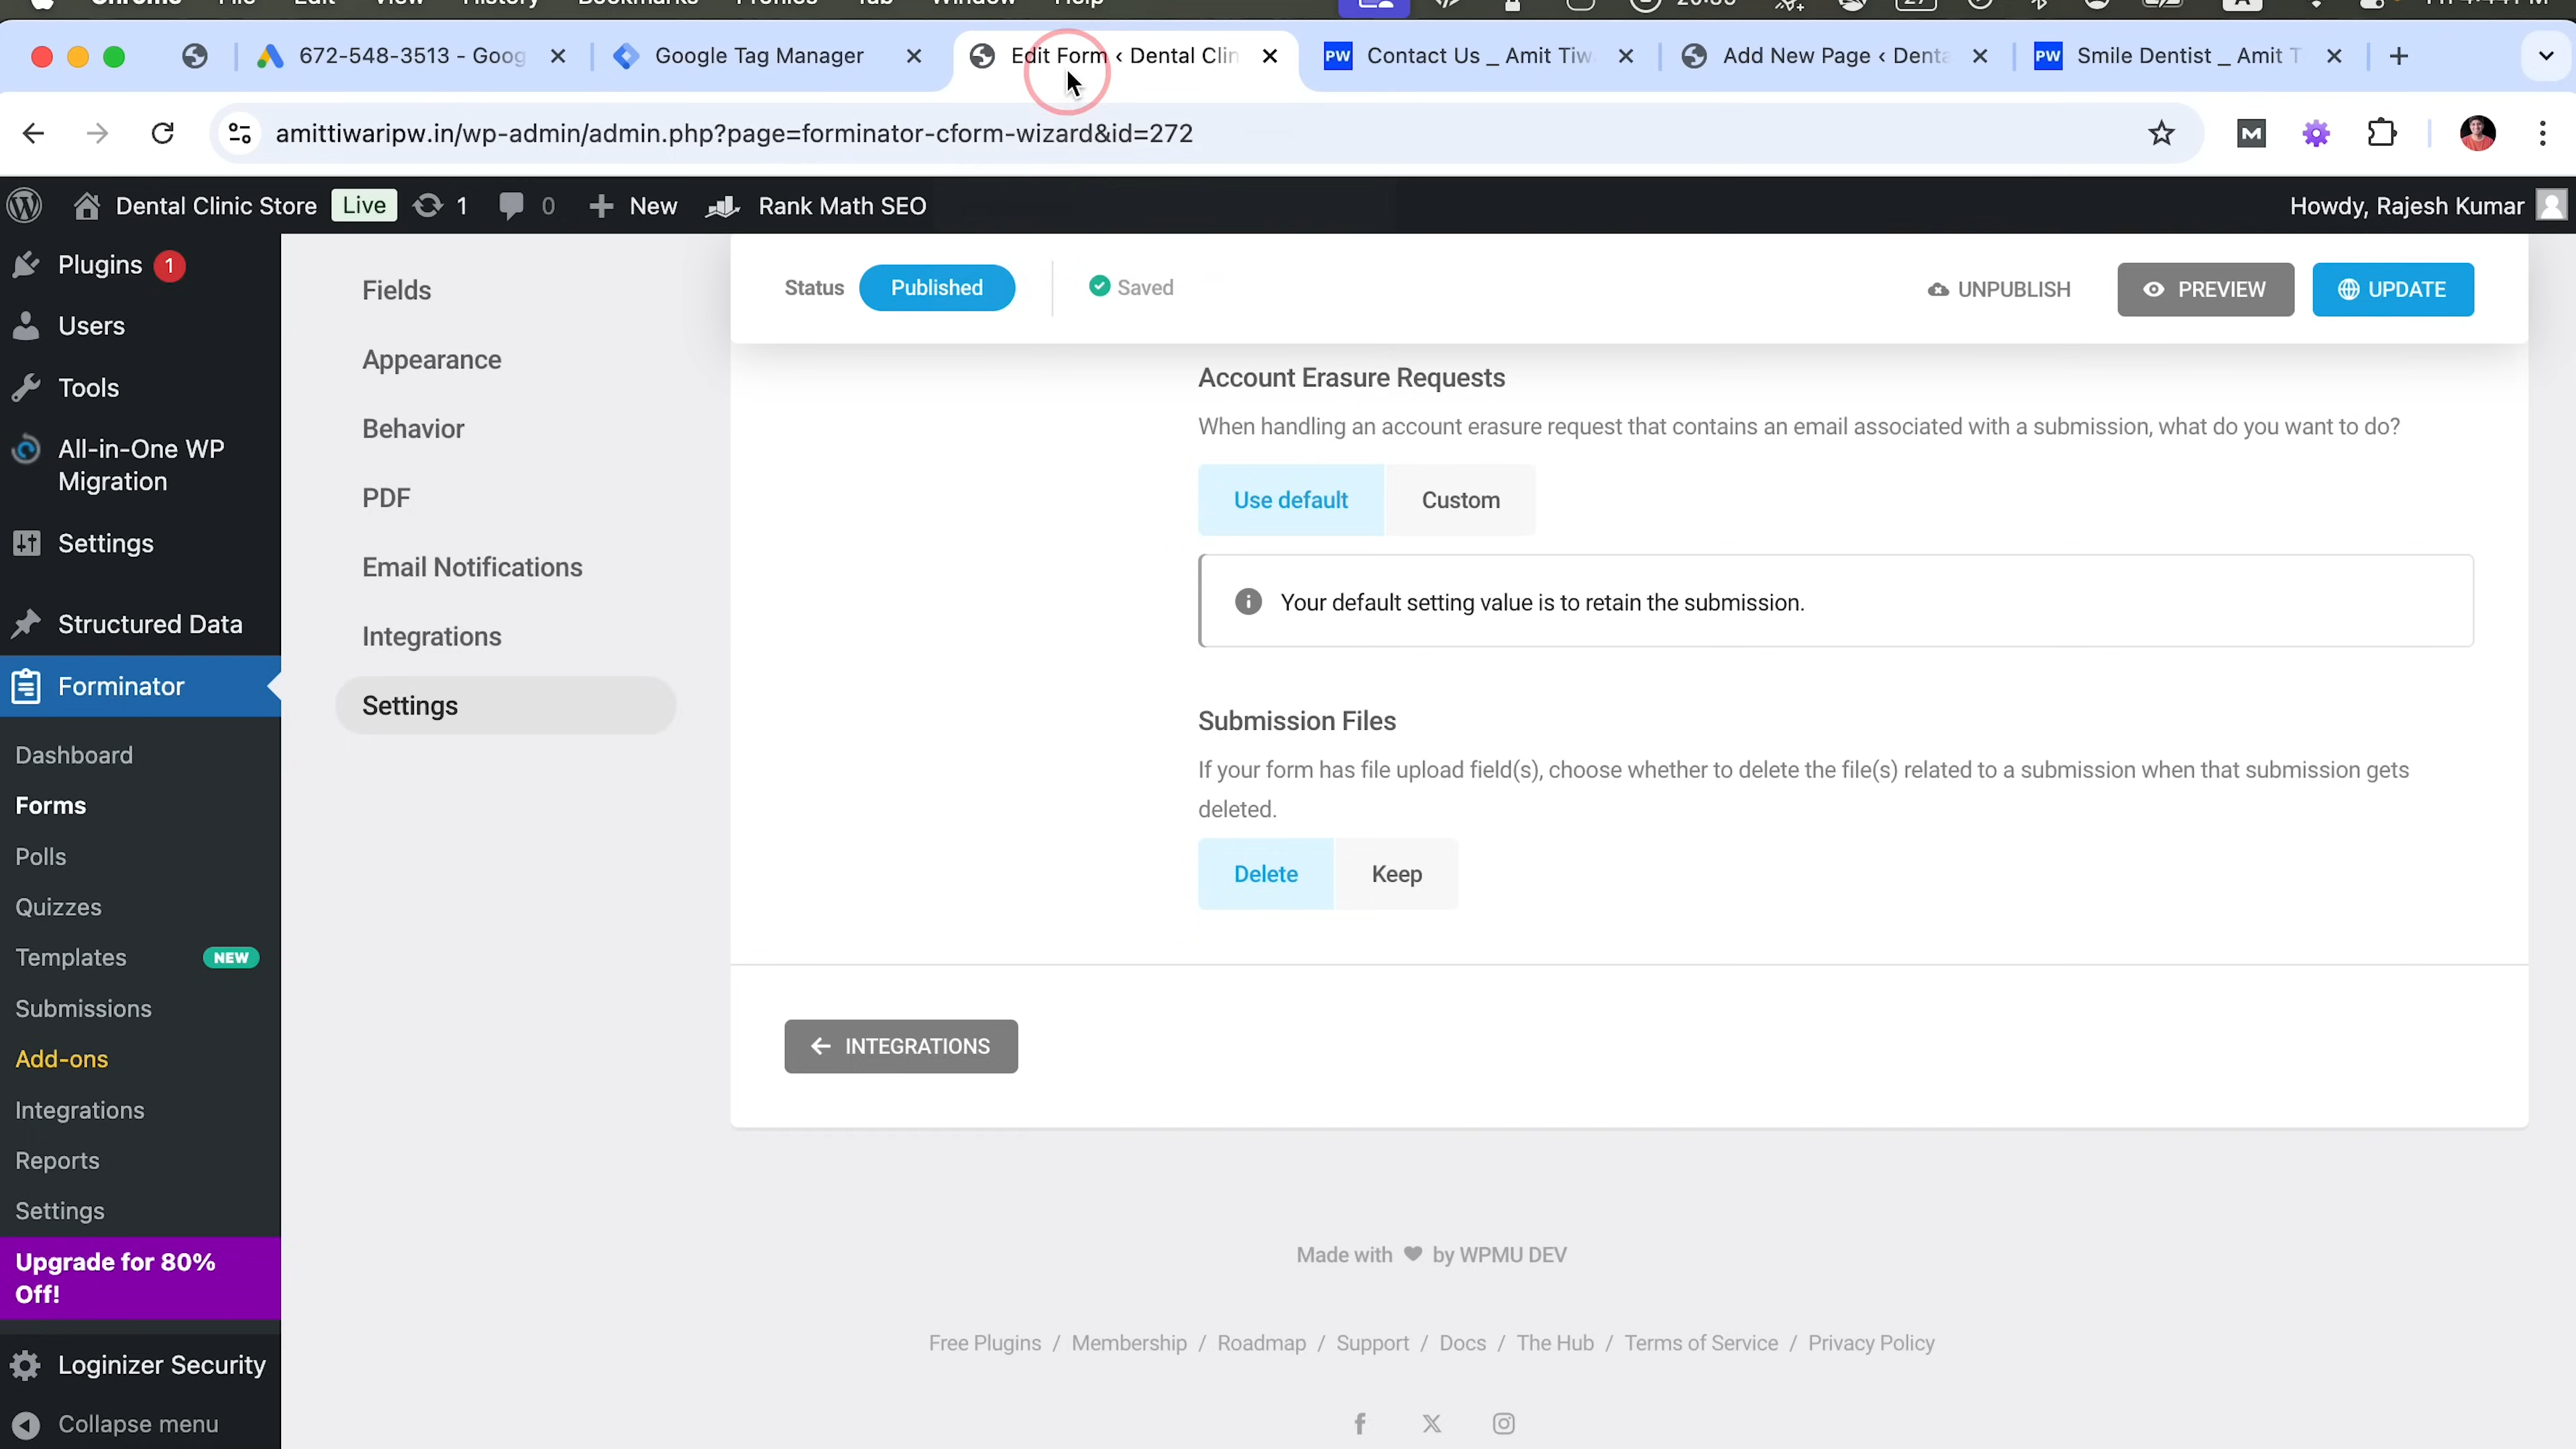 672-548-3513 - Goog
Google Tag Manager
Edit Form ‹ Dental Clin
PW Contact Us _ Amit Tiw
Add New Page ‹ Denta
PW Smile Dentist _ Amit T
amittiwaripw.in/wp-admin/admin.php?page=forminator-cform-wizard&id=272
Dental Clinic Store Live 1 0 New Rank Math SEO
Howdy, Rajesh Kumar
Plugins 1
Users
Tools
All-in-One WP
Migration
Settings
Structured Data
Forminator
Dashboard
Forms
Polls
Quizzes
Templates NEW
Submissions
Add-ons
Integrations
Reports
Settings
Upgrade for 80%
Off!
Loginizer Security
Collapse menu
Fields
Appearance
Behavior
PDF
Email Notifications
Integrations
Settings
Status Published Saved UNPUBLISH PREVIEW UPDATE
Account Erasure Requests
When handling an account erasure request that contains an email associated with a submission, what do you want to do?
Use default Custom
Your default setting value is to retain the submission.
Submission Files
If your form has file upload field(s), choose whether to delete the file(s) related to a submission when that submission gets
deleted.
Delete Keep
INTEGRATIONS
Made with ♥ by WPMU DEV
Free Plugins / Membership / Roadmap / Support / Docs / The Hub / Terms of Service / Privacy Policy